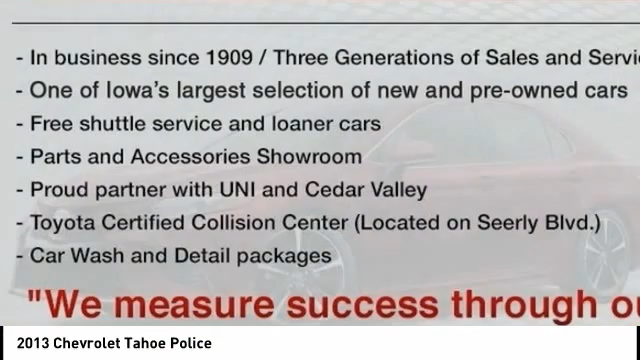 - In business since 1909 / Three Generations of Sales and
- One of Iowa's largest selection of new and pre-owned cars
- Free shuttle service and loaner cars
- Parts and Accessories Showroom
- Proud partner with UNI and Cedar Valley
- Toyota Certified Collision Center (Located on Seerly Blvd.)
- Car Wash and Detail packages
"We measure success through
2013 Chevrolet Tahoe Police